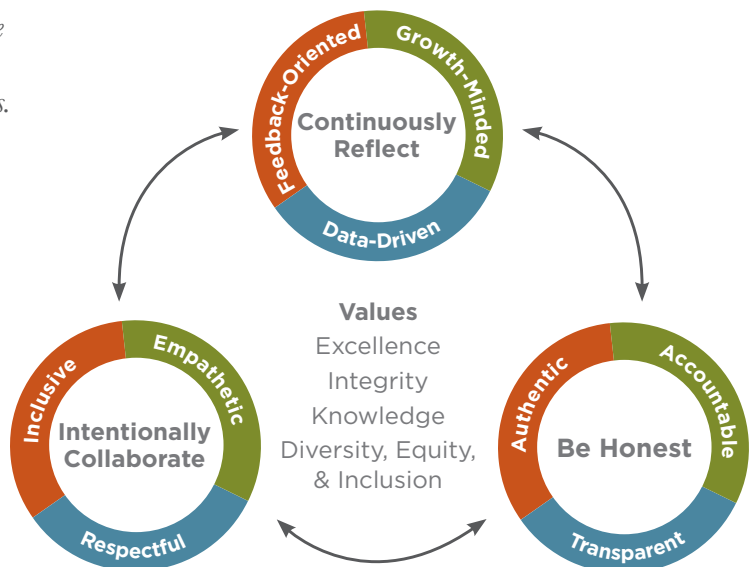 e
s.
Feedback-Oriented
Growth-Minded
Continuously
Reflect
Data-Driven
Values
Excellence
Integrity
Knowledge
Diversity, Equity,
& Inclusion
Inclusive
Empathetic
Intentionally
Collaborate
Respectful
Authentic
Accountable
Be Honest
Transparent